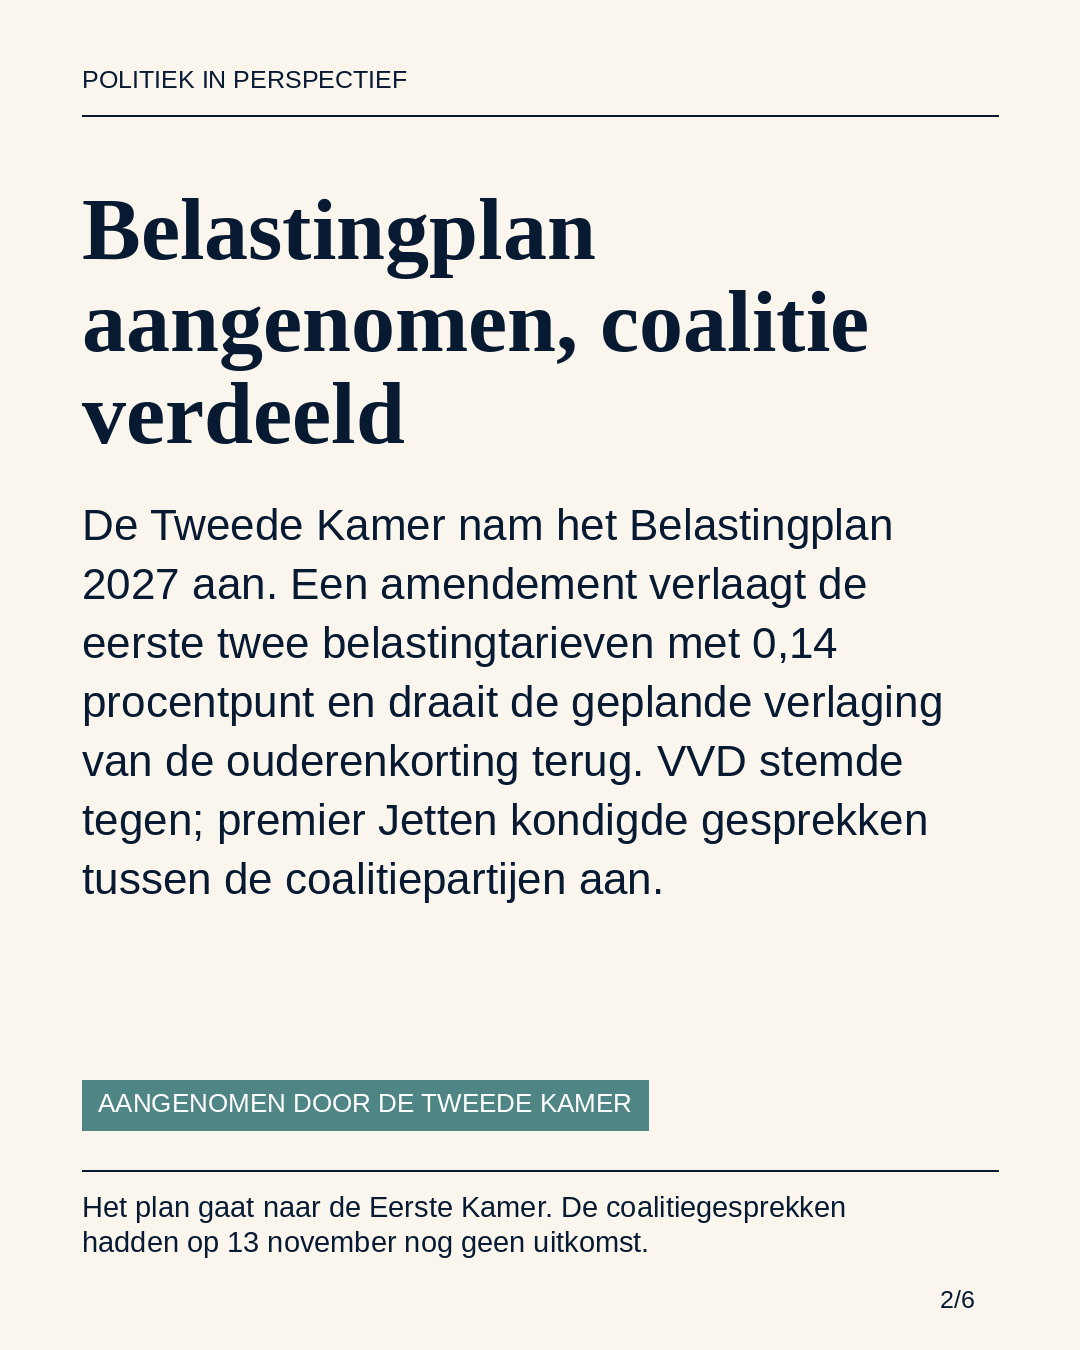 POLITIEK IN PERSPECTIEF
Belastingplan
aangenomen, coalitie
verdeeld
De Tweede Kamer nam het Belastingplan
2027 aan. Een amendement verlaagt de
eerste twee belastingtarieven met 0,14
procentpunt en draait de geplande verlaging
van de ouderenkorting terug. VVD stemde
tegen; premier Jetten kondigde gesprekken
tussen de coalitiepartijen aan.
AANGENOMEN DOOR DE TWEEDE KAMER
Het plan gaat naar de Eerste Kamer. De coalitiegesprekken
hadden op 13 november nog geen uitkomst.
2/6